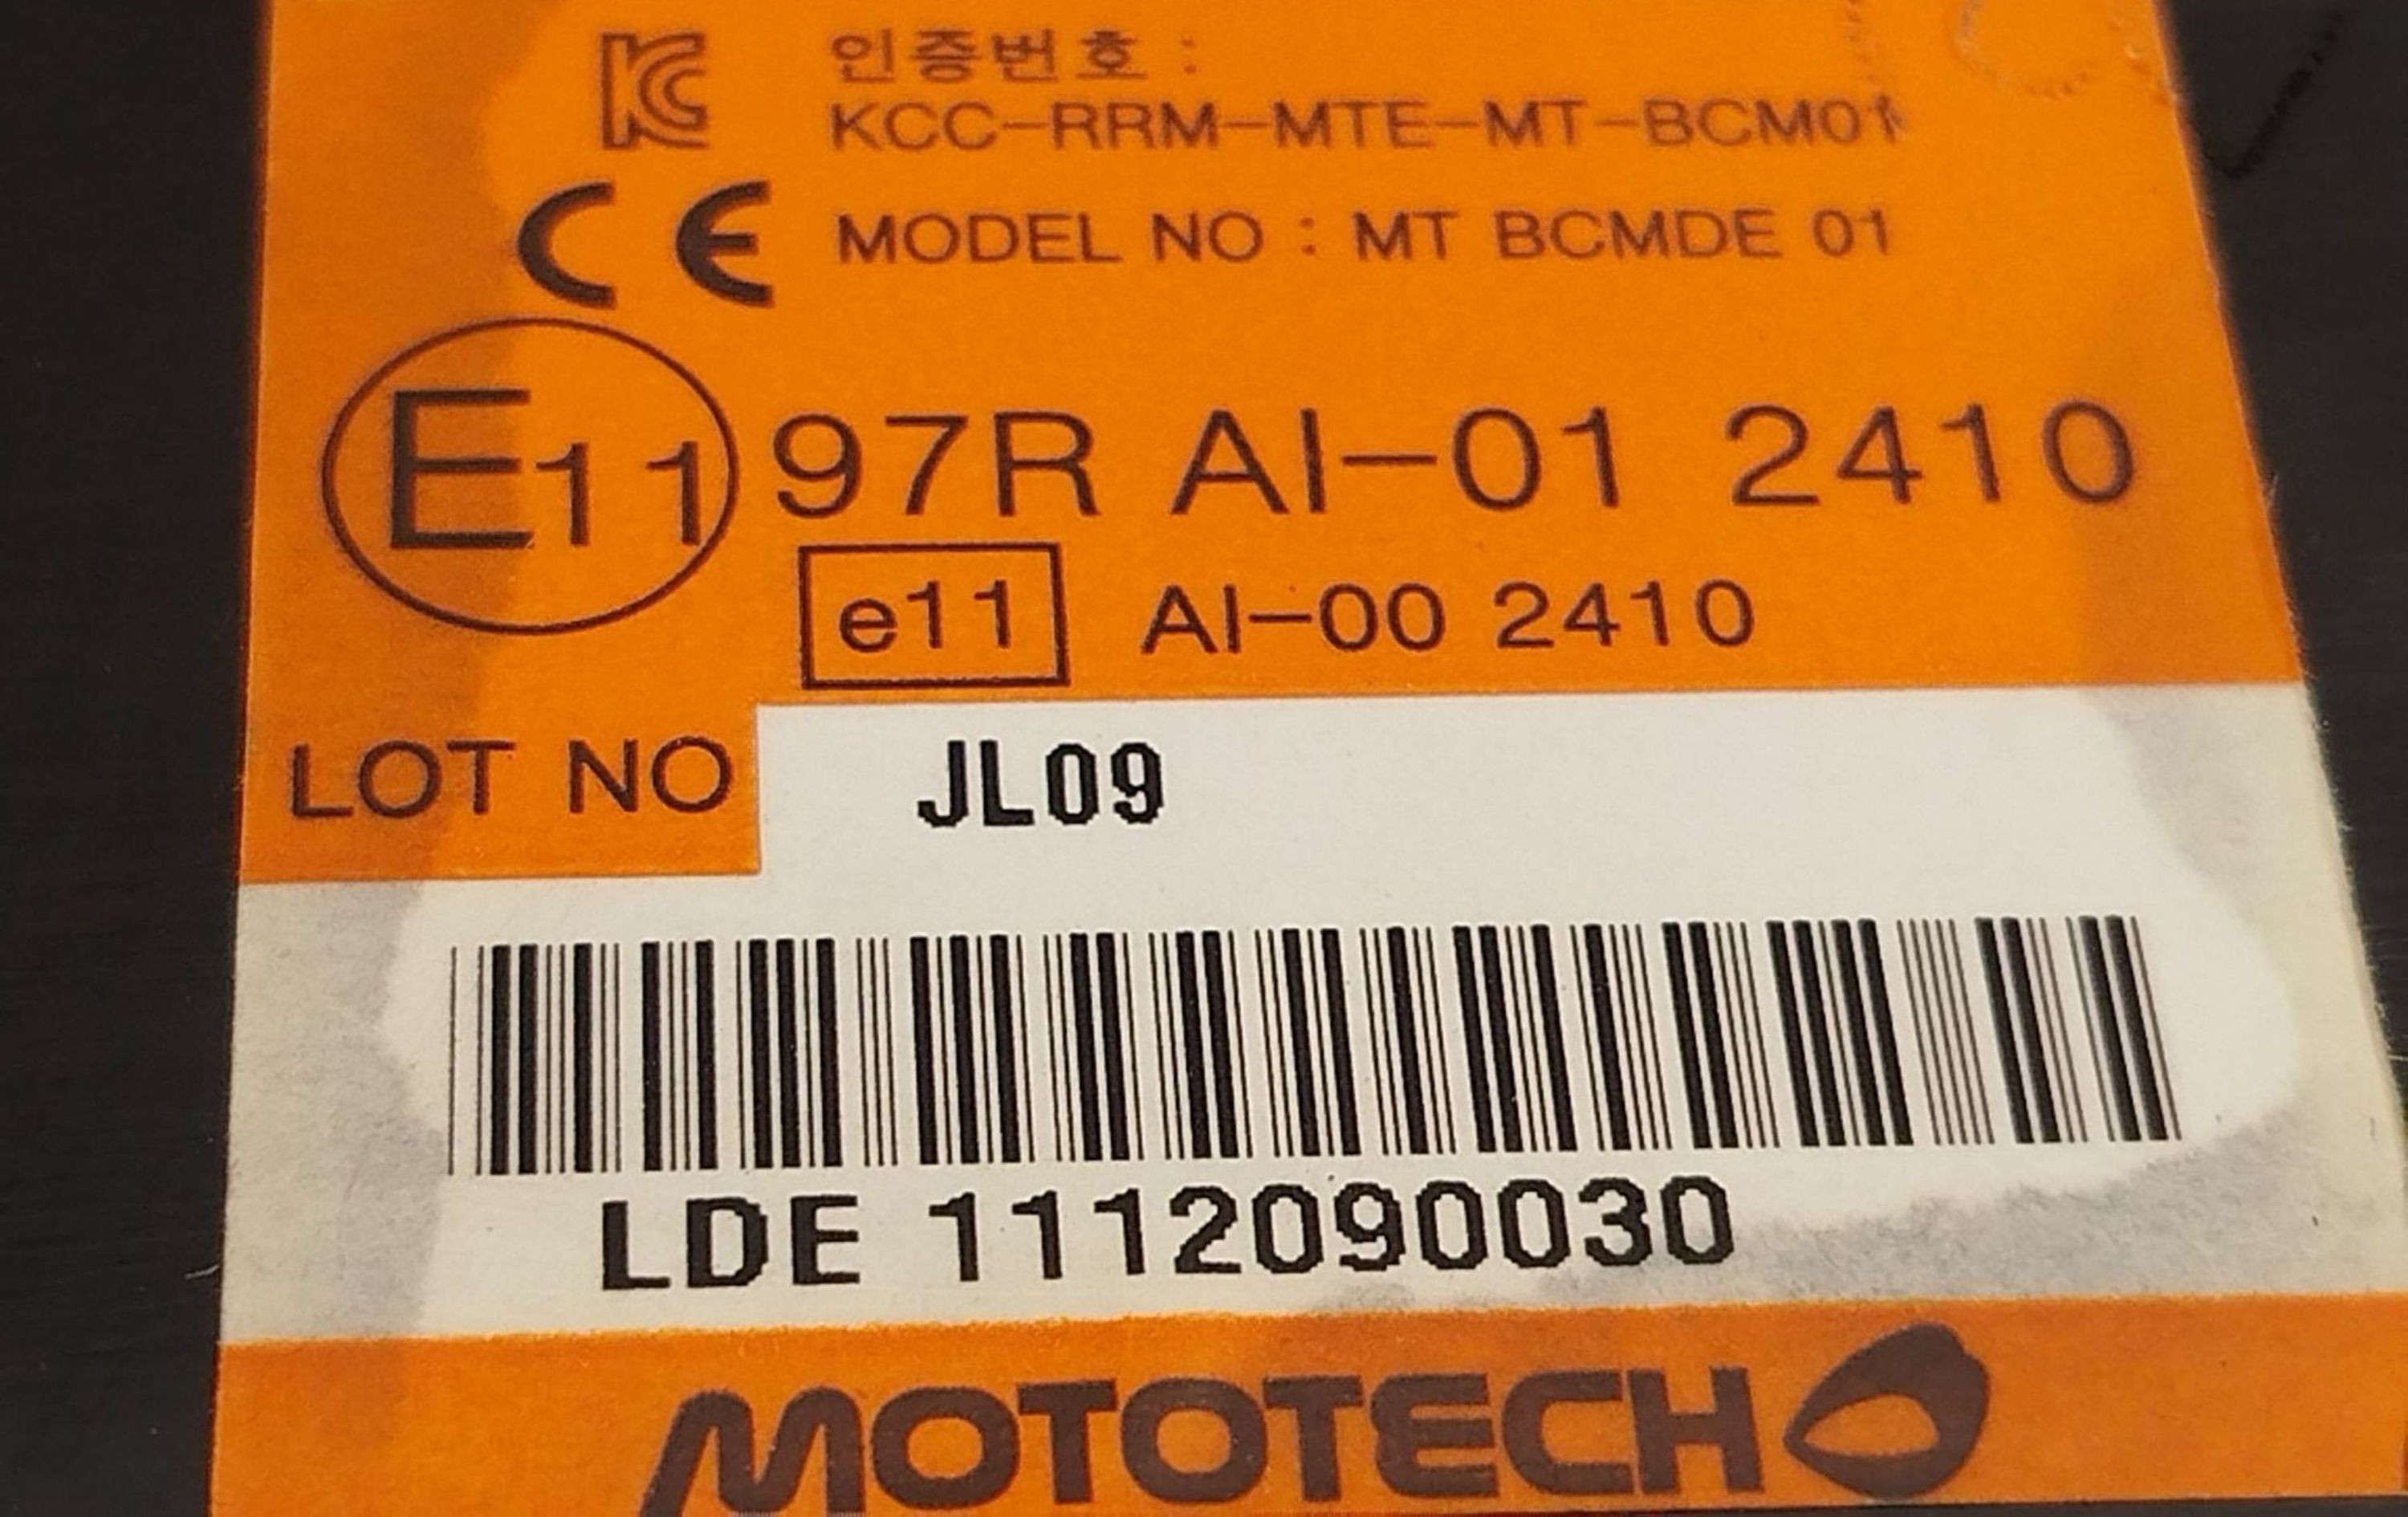 인증번호 :
KCC-RRM-MTE-MT-BCM01
CE MODEL NO : MT BCMDE 01
E11 97R AI-01 2410
e11 AI-00 2410
LOT NO JL09
LDE 1112090030
MOTOTECH